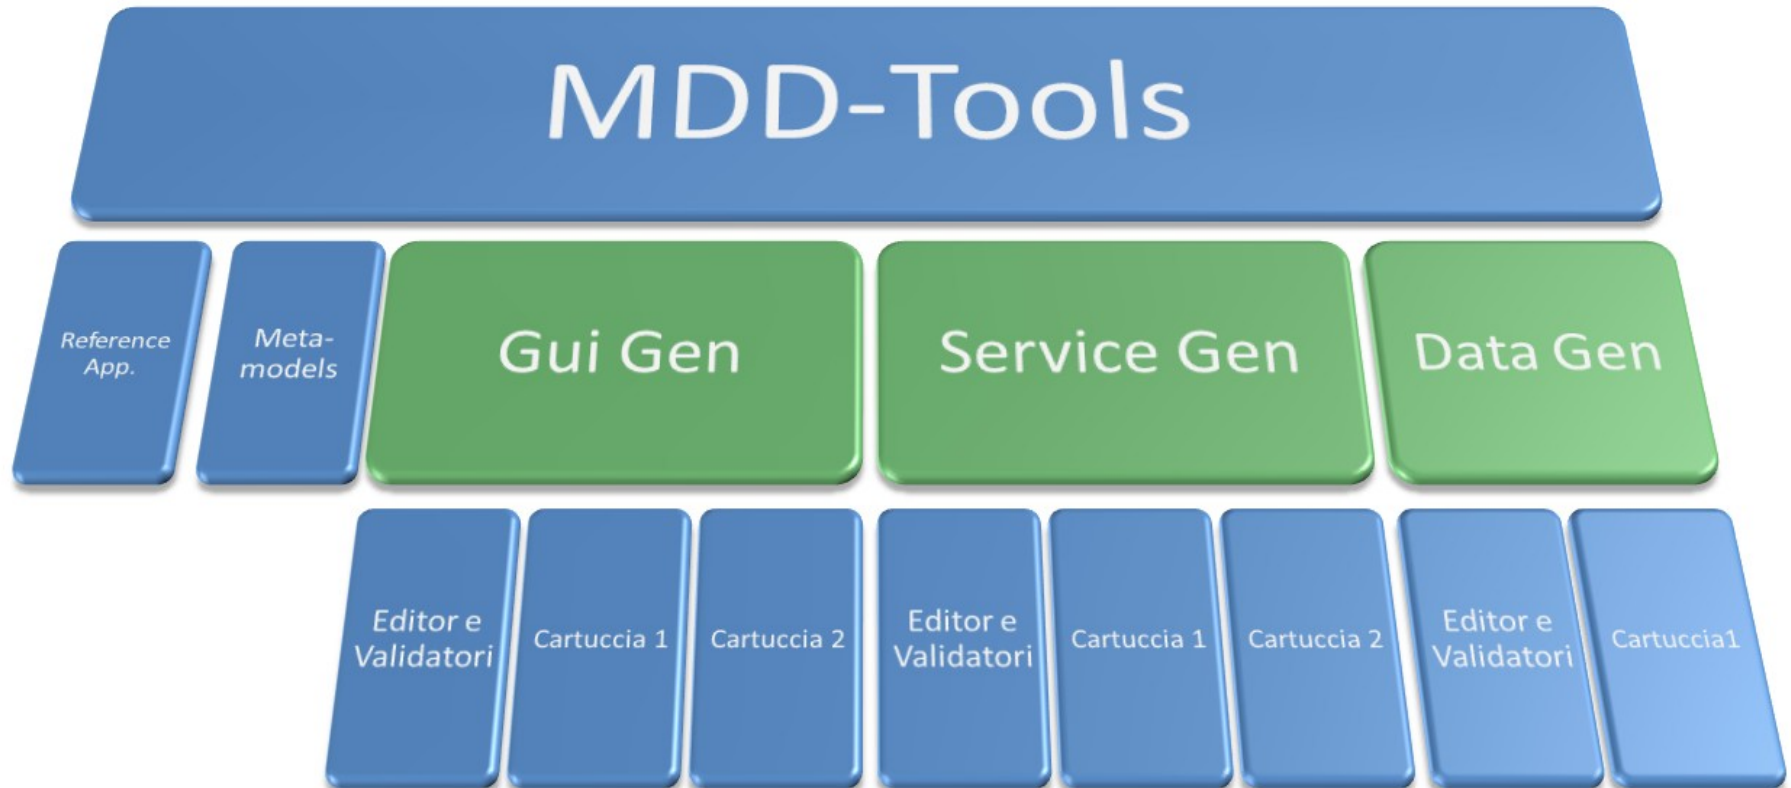 MDD-Tools
Reference
App.
Meta-
models
Gui Gen
Service Gen
Data Gen
Editor e
Validatori
Cartuccia 1
Cartuccia 2
Editor e
Validatori
Cartuccia 1
Cartuccia 2
Editor e
Validatori
Cartuccia1